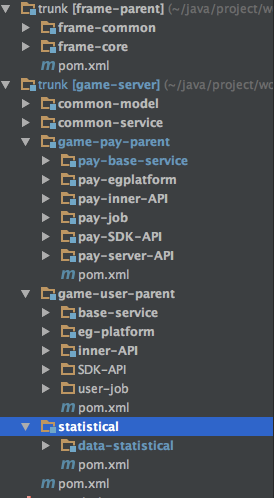 trunk [frame-parent] (~/java/project/wo
frame-common
frame-core
pom.xml
trunk [game-server] (~/java/project/wo
common-model
common-service
game-pay-parent
pay-base-service
pay-egplatform
pay-inner-API
pay-job
pay-SDK-API
pay-server-API
pom.xml
game-user-parent
base-service
eg-platform
inner-API
SDK-API
user-job
pom.xml
statistical
data-statistical
pom.xml
pom.xml